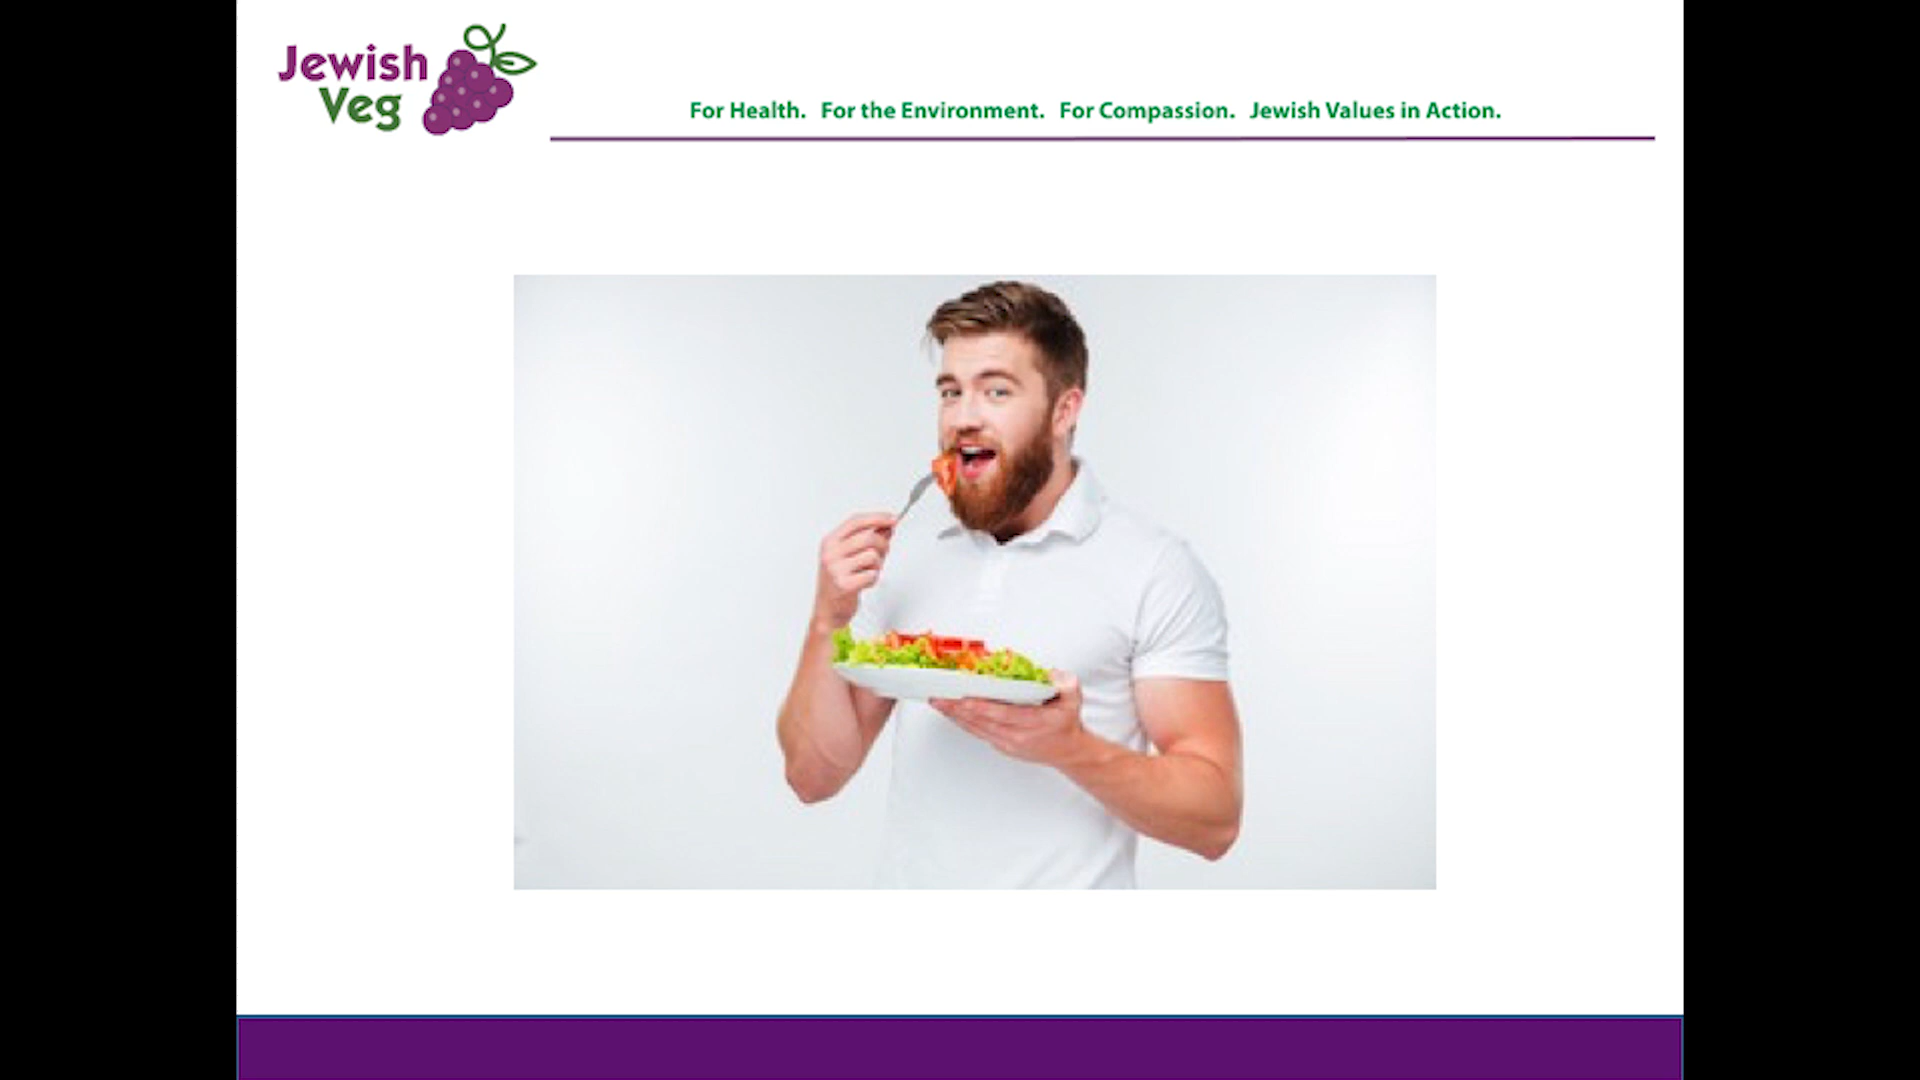 Jewish
Veg
For Health. For the Environment. For Compassion. Jewish Values in Action.